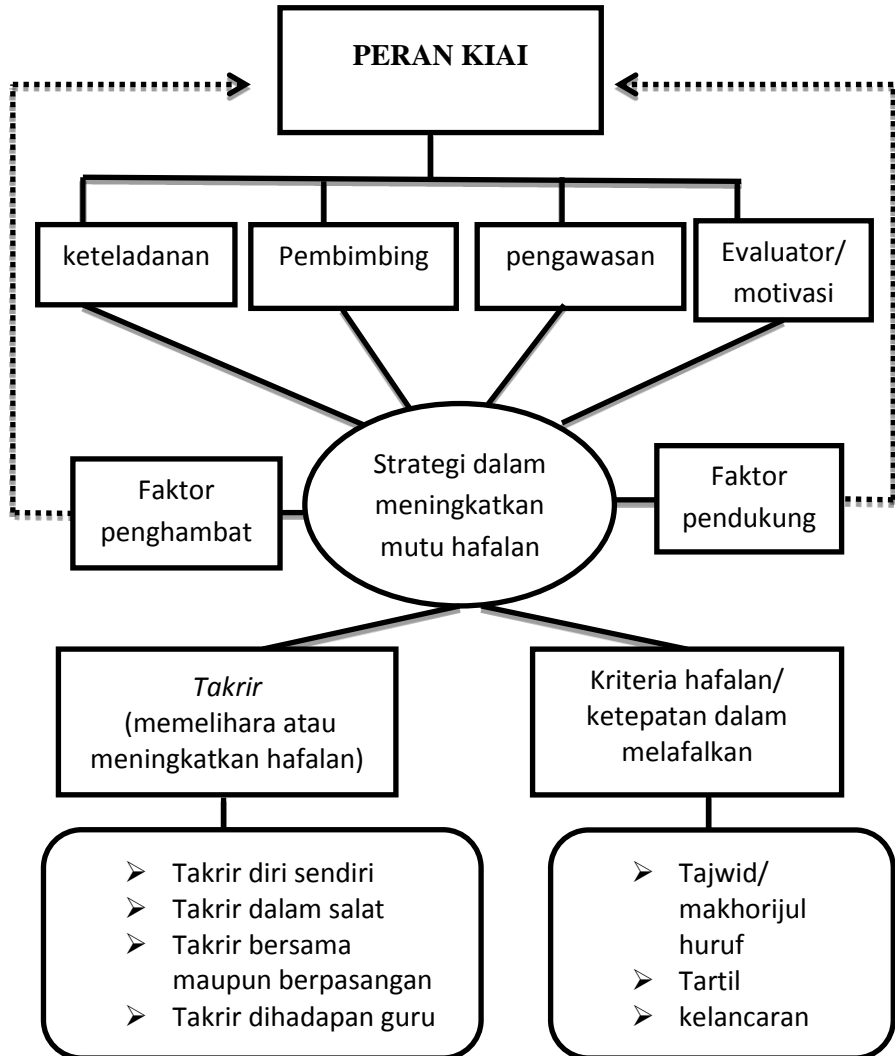 PERAN KIAI
keteladanan
Pembimbing
pengawasan
Evaluator/
motivasi
Strategi dalam
meningkatkan
mutu hafalan
Faktor
penghambat
Faktor
pendukung
Takrir
(memelihara atau
meningkatkan hafalan)
Kriteria hafalan/
ketepatan dalam
melafalkan
➢ Takrir diri sendiri
➢ Takrir dalam salat
➢ Takrir bersama
maupun berpasangan
➢ Takrir dihadapan guru
➢ Tajwid/
makhorijul
huruf
➢ Tartil
➢ kelancaran